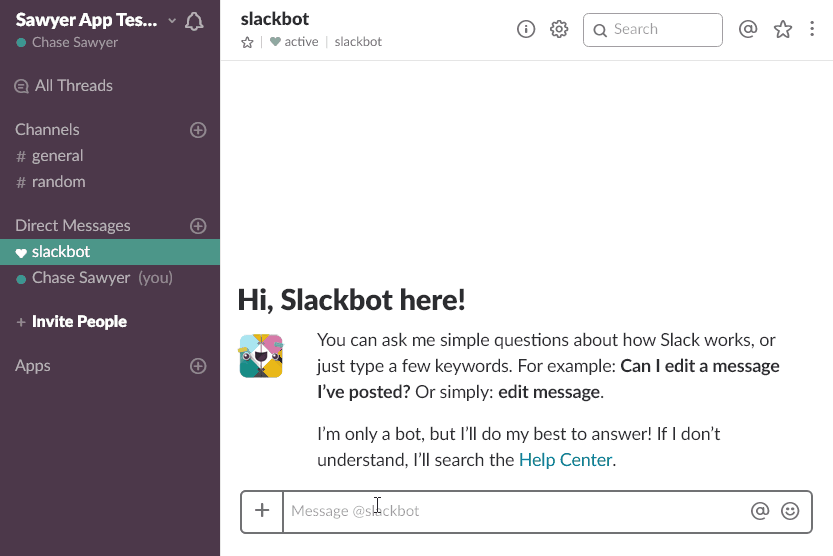 Sawyer App Tes...
Chase Sawyer
All Threads
Channels
# general
# random
Direct Messages
slackbot
Chase Sawyer (you)
+ Invite People
Apps
slackbot
active | slackbot
Search
Hi, Slackbot here!
You can ask me simple questions about how Slack works, or
just type a few keywords. For example: Can I edit a message
I've posted? Or simply: edit message.
I'm only a bot, but I'll do my best to answer! If I don't
understand, I'll search the Help Center.
Message @slackbot